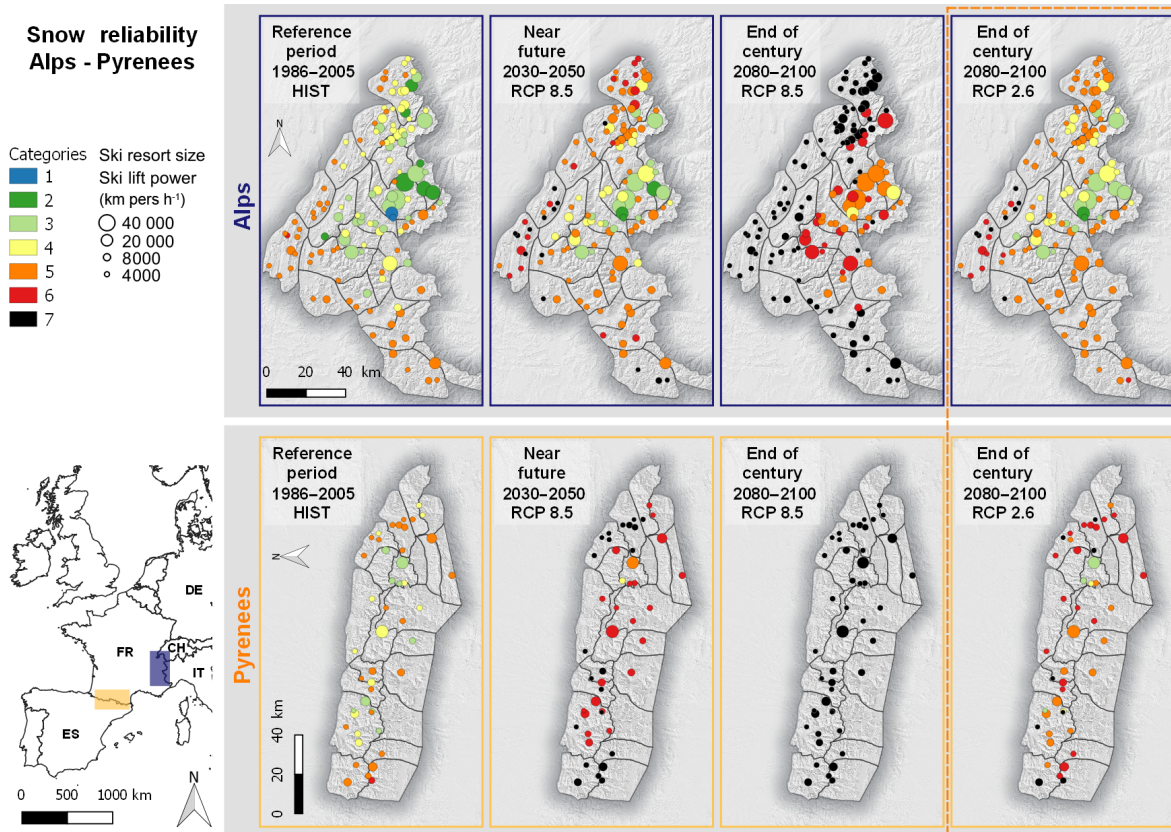 Snow reliability
Alps - Pyrenees
Categories
1
2
3
4
5
6
7
Ski resort size
Ski lift power
(km pers h⁻¹)
40 000
20 000
8000
4000
Alps
Reference
period
1986–2005
HIST
N
0 20 40 km
Near
future
2030–2050
RCP 8.5
End of
century
2080–2100
RCP 8.5
End of
century
2080–2100
RCP 2.6
Pyrenees
Reference
period
1986–2005
HIST
N
0 20 40 km
Near
future
2030–2050
RCP 8.5
End of
century
2080–2100
RCP 8.5
End of
century
2080–2100
RCP 2.6
DE
FR
CH
IT
ES
N
0 500 1000 km